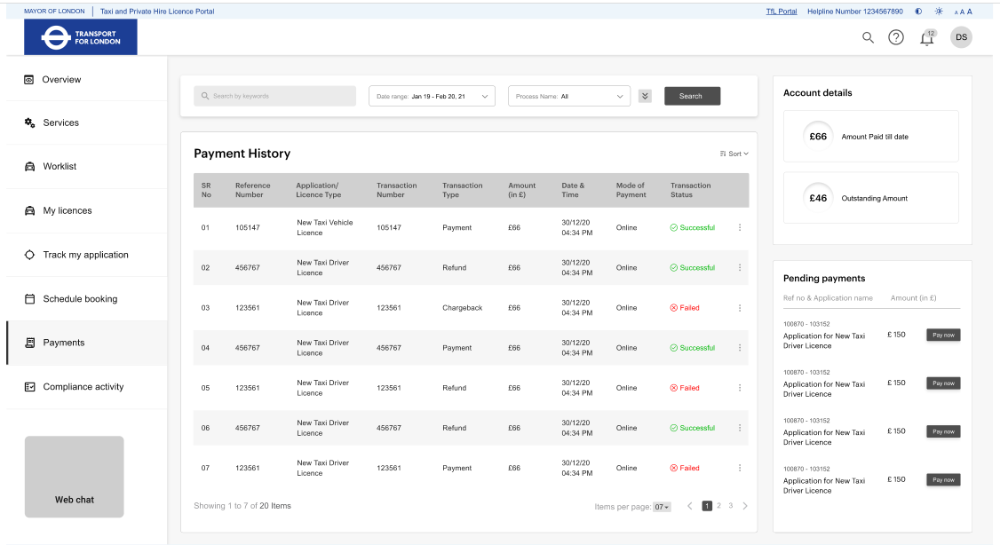 MAYOR OF LONDON
Taxi and Private Hire Licence Portal
TfL Portal
Helpline Number 1234567890
A A A
TRANSPORT
FOR LONDON
12
DS
Overview
Services
Worklist
My licences
Track my application
Schedule booking
Payments
Compliance activity
Web chat
Search by keywords
Date range: Jan 19 - Feb 20, 21
Process Name: All
Search
Payment History
Sort
SR No Reference Number Application/ Licence Type Transaction Number Transaction Type Amount (in £) Date & Time Mode of Payment Transaction Status
01 105147 New Taxi Vehicle Licence 105147 Payment £66 30/12/20 04:34 PM Online Successful
02 456767 New Taxi Driver Licence 456767 Refund £66 30/12/20 04:34 PM Online Successful
03 123561 New Taxi Driver Licence 123561 Chargeback £66 30/12/20 04:34 PM Online Failed
04 456767 New Taxi Driver Licence 456767 Payment £66 30/12/20 04:34 PM Online Successful
05 123561 New Taxi Driver Licence 123561 Refund £66 30/12/20 04:34 PM Online Failed
06 456767 New Taxi Driver Licence 456767 Refund £66 30/12/20 04:34 PM Online Successful
07 123561 New Taxi Driver Licence 123561 Payment £66 30/12/20 04:34 PM Online Failed
Showing 1 to 7 of 20 Items
Items per page: 07
1 2 3
Account details
£66 Amount Paid till date
£46 Outstanding Amount
Pending payments
Ref no & Application name Amount (in £)
100870 - 103152
Application for New Taxi
Driver Licence
£ 150 Pay now
100870 - 103152
Application for New Taxi
Driver Licence
£ 150 Pay now
100870 - 103152
Application for New Taxi
Driver Licence
£ 150 Pay now
100870 - 103152
Application for New Taxi
Driver Licence
£ 150 Pay now